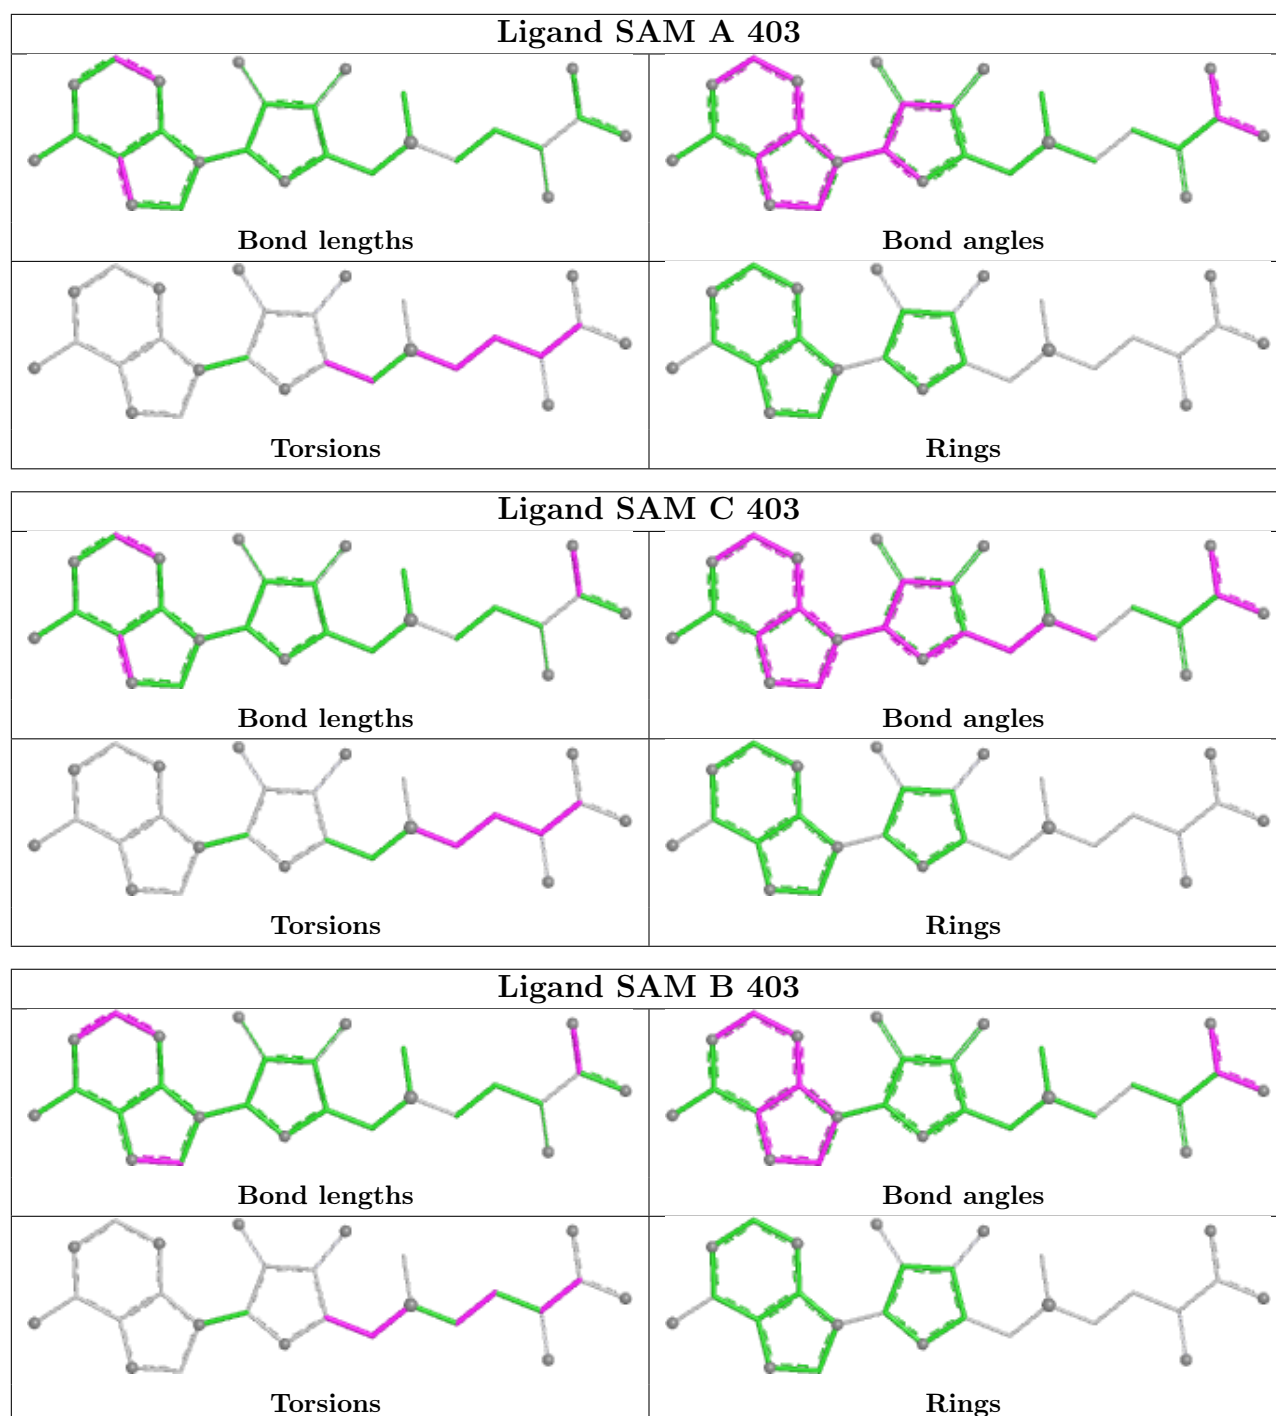 Ligand SAM A 403
Bond lengths
Bond angles
Torsions
Rings
Ligand SAM C 403
Bond lengths
Bond angles
Torsions
Rings
Ligand SAM B 403
Bond lengths
Bond angles
Torsions
Rings